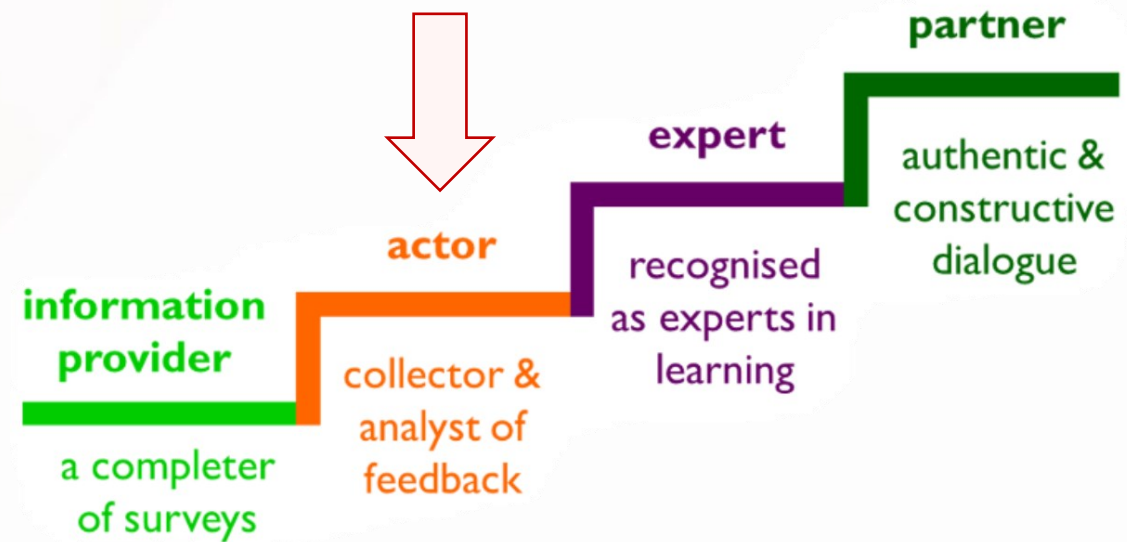 information
provider
a completer
of surveys
actor
collector &
analyst of
feedback
expert
recognised
as experts in
learning
partner
authentic &
constructive
dialogue